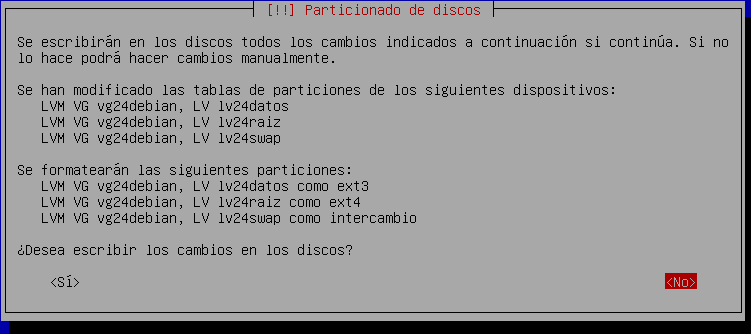 [!!] Particionado de discos
Se escribirán en los discos todos los cambios indicados a continuación si continúa. Si no
lo hace podrá hacer cambios manualmente.
Se han modificado las tablas de particiones de los siguientes dispositivos:
LVM VG vg24debian, LV lv24datos
LVM VG vg24debian, LV lv24raiz
LVM VG vg24debian, LV lv24swap
Se formatearán las siguientes particiones:
LVM VG vg24debian, LV lv24datos como ext3
LVM VG vg24debian, LV lv24raiz como ext4
LVM VG vg24debian, LV lv24swap como intercambio
¿Desea escribir los cambios en los discos?
<Sí> <No>